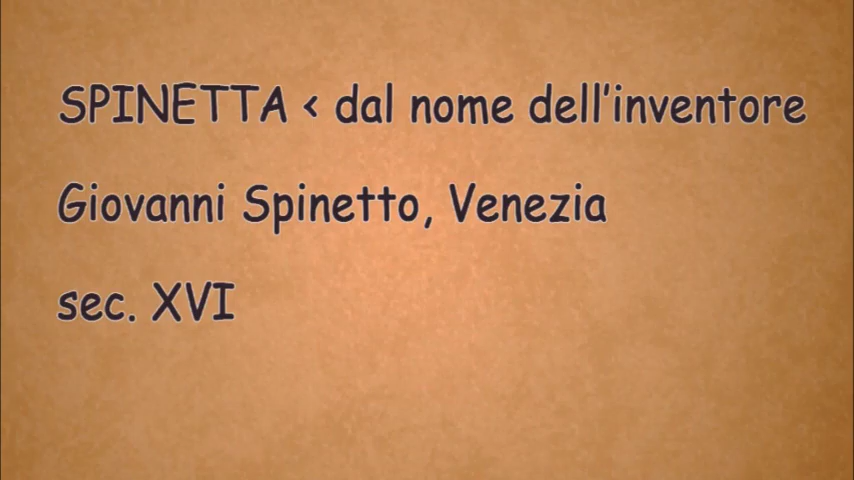 SPINETTA < dal nome dell'inventore
Giovanni Spinetto, Venezia
sec. XVI